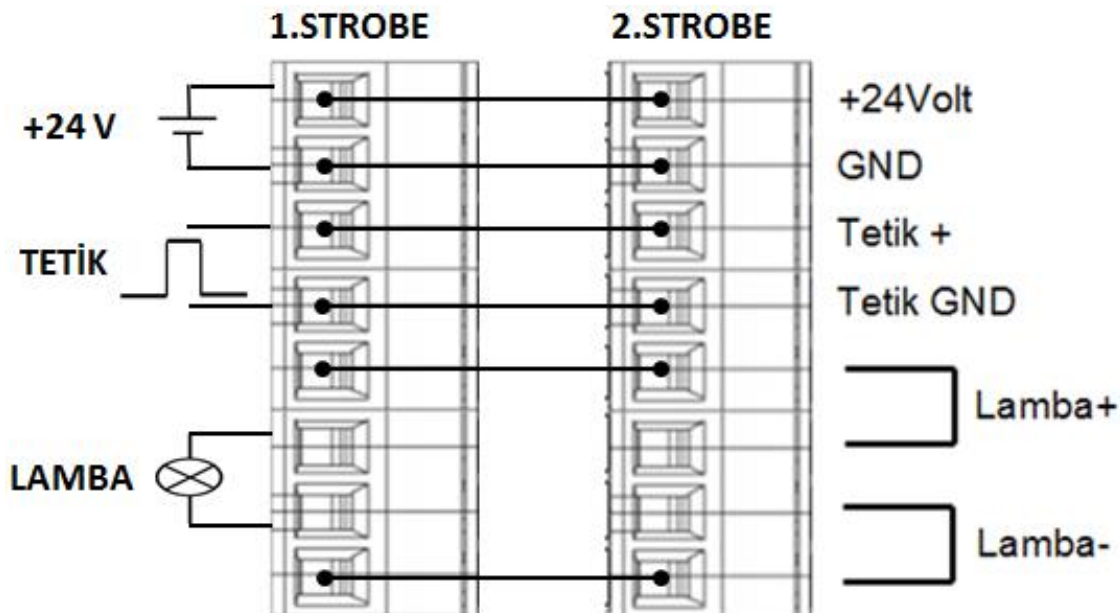 1.STROBE
2.STROBE
+24 V
+24Volt
GND
TETİK
Tetik +
Tetik GND
LAMBA
Lamba+
Lamba-